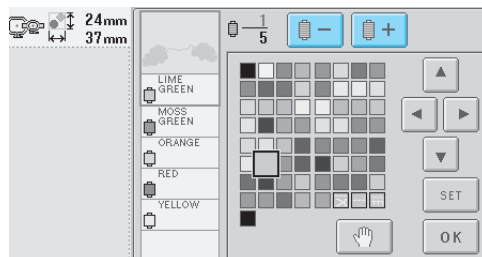 24mm
37mm
1
5
−
+
LIME
GREEN
MOSS
GREEN
ORANGE
RED
YELLOW
SET
OK